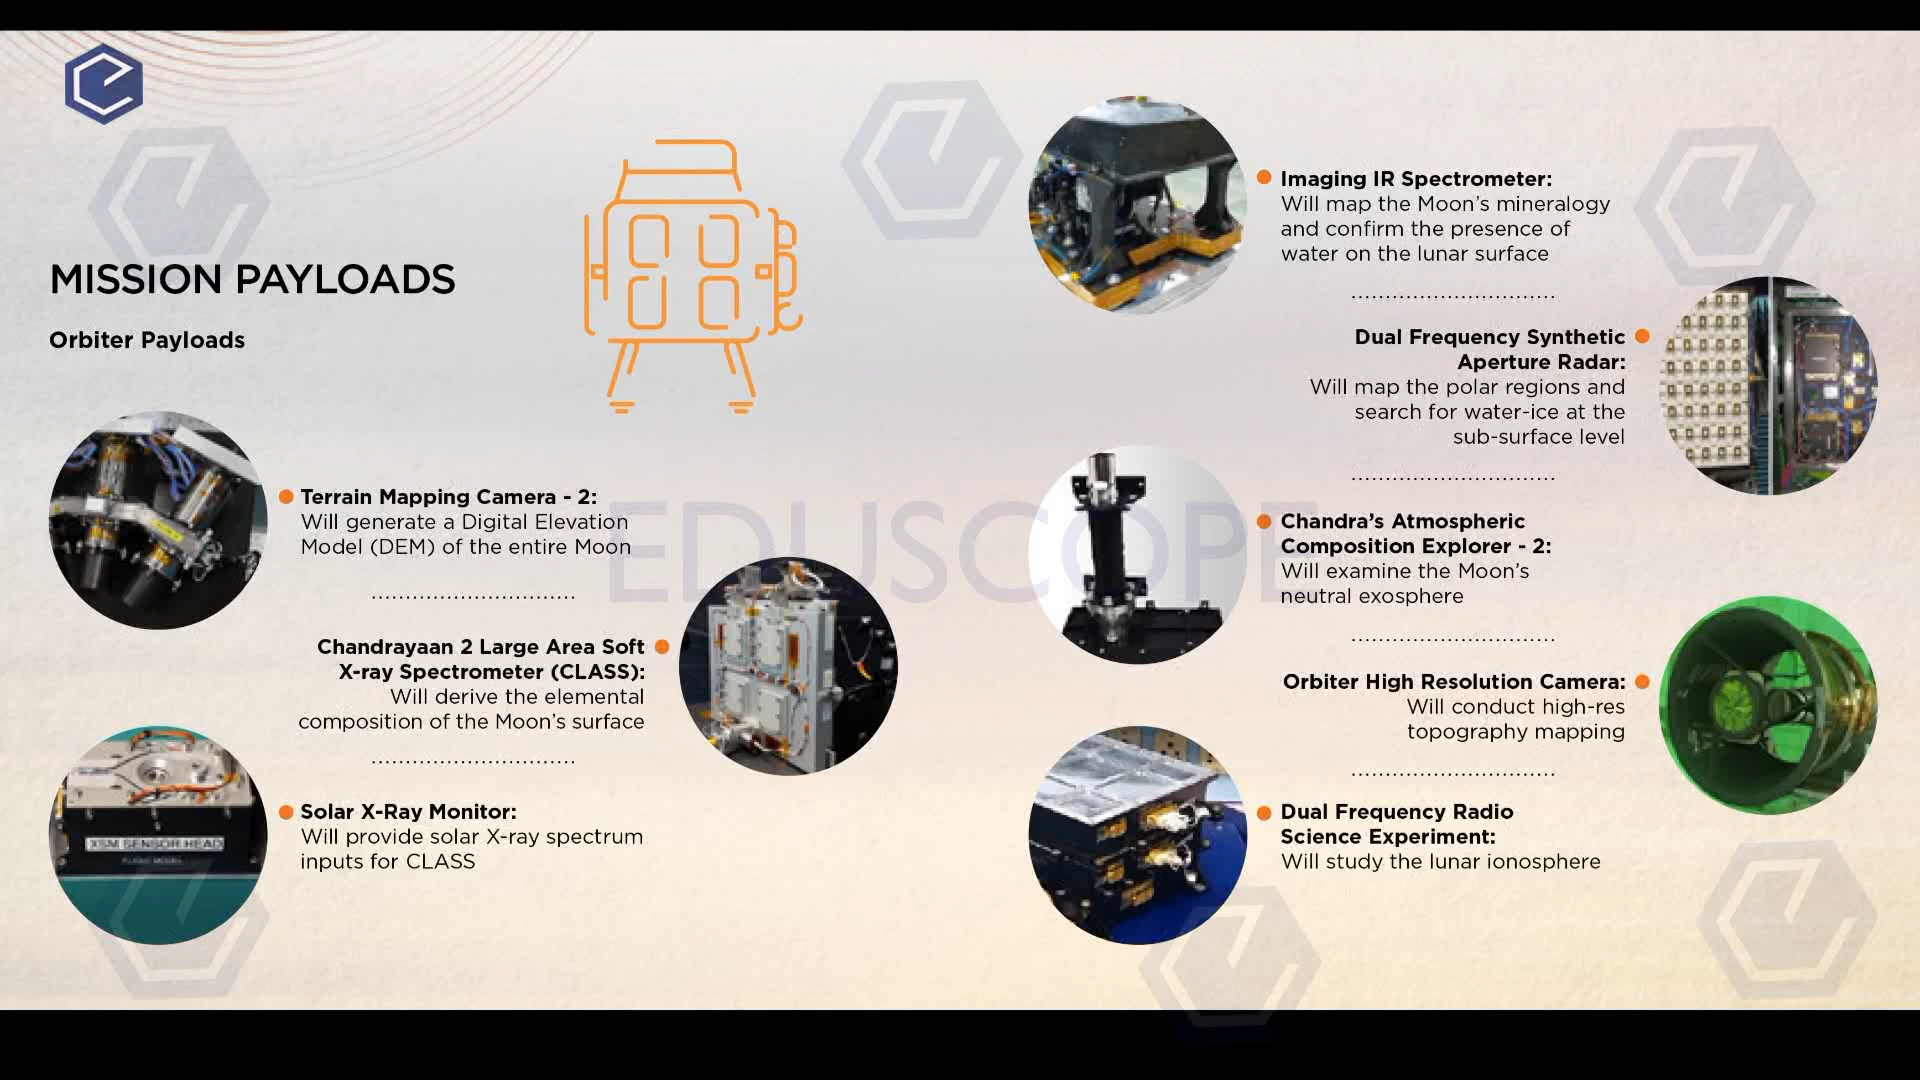 MISSION PAYLOADS
Orbiter Payloads
Terrain Mapping Camera - 2:
Will generate a Digital Elevation
Model (DEM) of the entire Moon
Chandrayaan 2 Large Area Soft
X-ray Spectrometer (CLASS):
Will derive the elemental
composition of the Moon's surface
Solar X-Ray Monitor:
Will provide solar X-ray spectrum
inputs for CLASS
XSM SENSOR HEAD
FLIGHT MODEL
EDUSCOPE
Imaging IR Spectrometer:
Will map the Moon's mineralogy
and confirm the presence of
water on the lunar surface
Dual Frequency Synthetic
Aperture Radar:
Will map the polar regions and
search for water-ice at the
sub-surface level
Chandra's Atmospheric
Composition Explorer - 2:
Will examine the Moon's
neutral exosphere
Orbiter High Resolution Camera:
Will conduct high-res
topography mapping
Dual Frequency Radio
Science Experiment:
Will study the lunar ionosphere